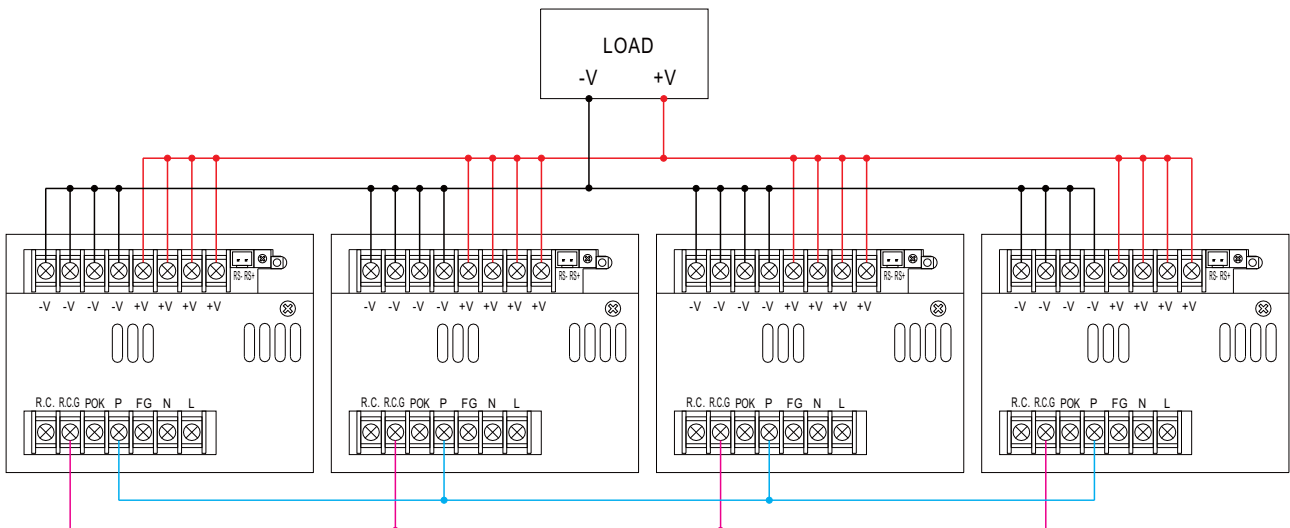 LOAD
-V +V
RS- RS+ RS- RS+ RS- RS+ RS- RS+
-V -V -V -V +V +V +V +V -V -V -V -V +V +V +V +V -V -V -V -V +V +V +V +V -V -V -V -V +V +V +V +V
R.C. R.C.G POK P FG N L R.C. R.C.G POK P FG N L R.C. R.C.G POK P FG N L R.C. R.C.G POK P FG N L